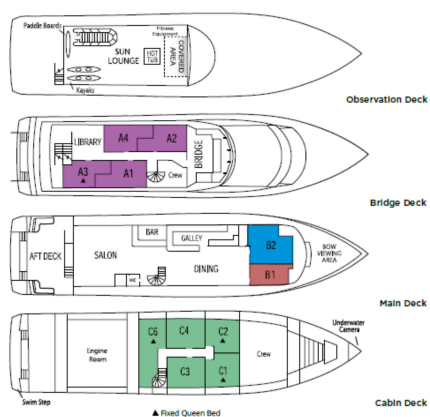 Paddle Boards
Fitness
Equipment
SUN
LOUNGE
HOT
TUB
COVERED
AREA
Kayaks
Observation Deck
LIBRARY
A4
A2
BRIDGE
A3
A1
Crew
Bridge Deck
BAR
GALLEY
AFT DECK
SALON
DINING
WC
B2
B1
BOW
VIEWING
AREA
Main Deck
Underwater
Camera
C6
C4
C2
Engine
Room
Crew
C3
C1
Swim Step
Cabin Deck
▲ Fixed Queen Bed